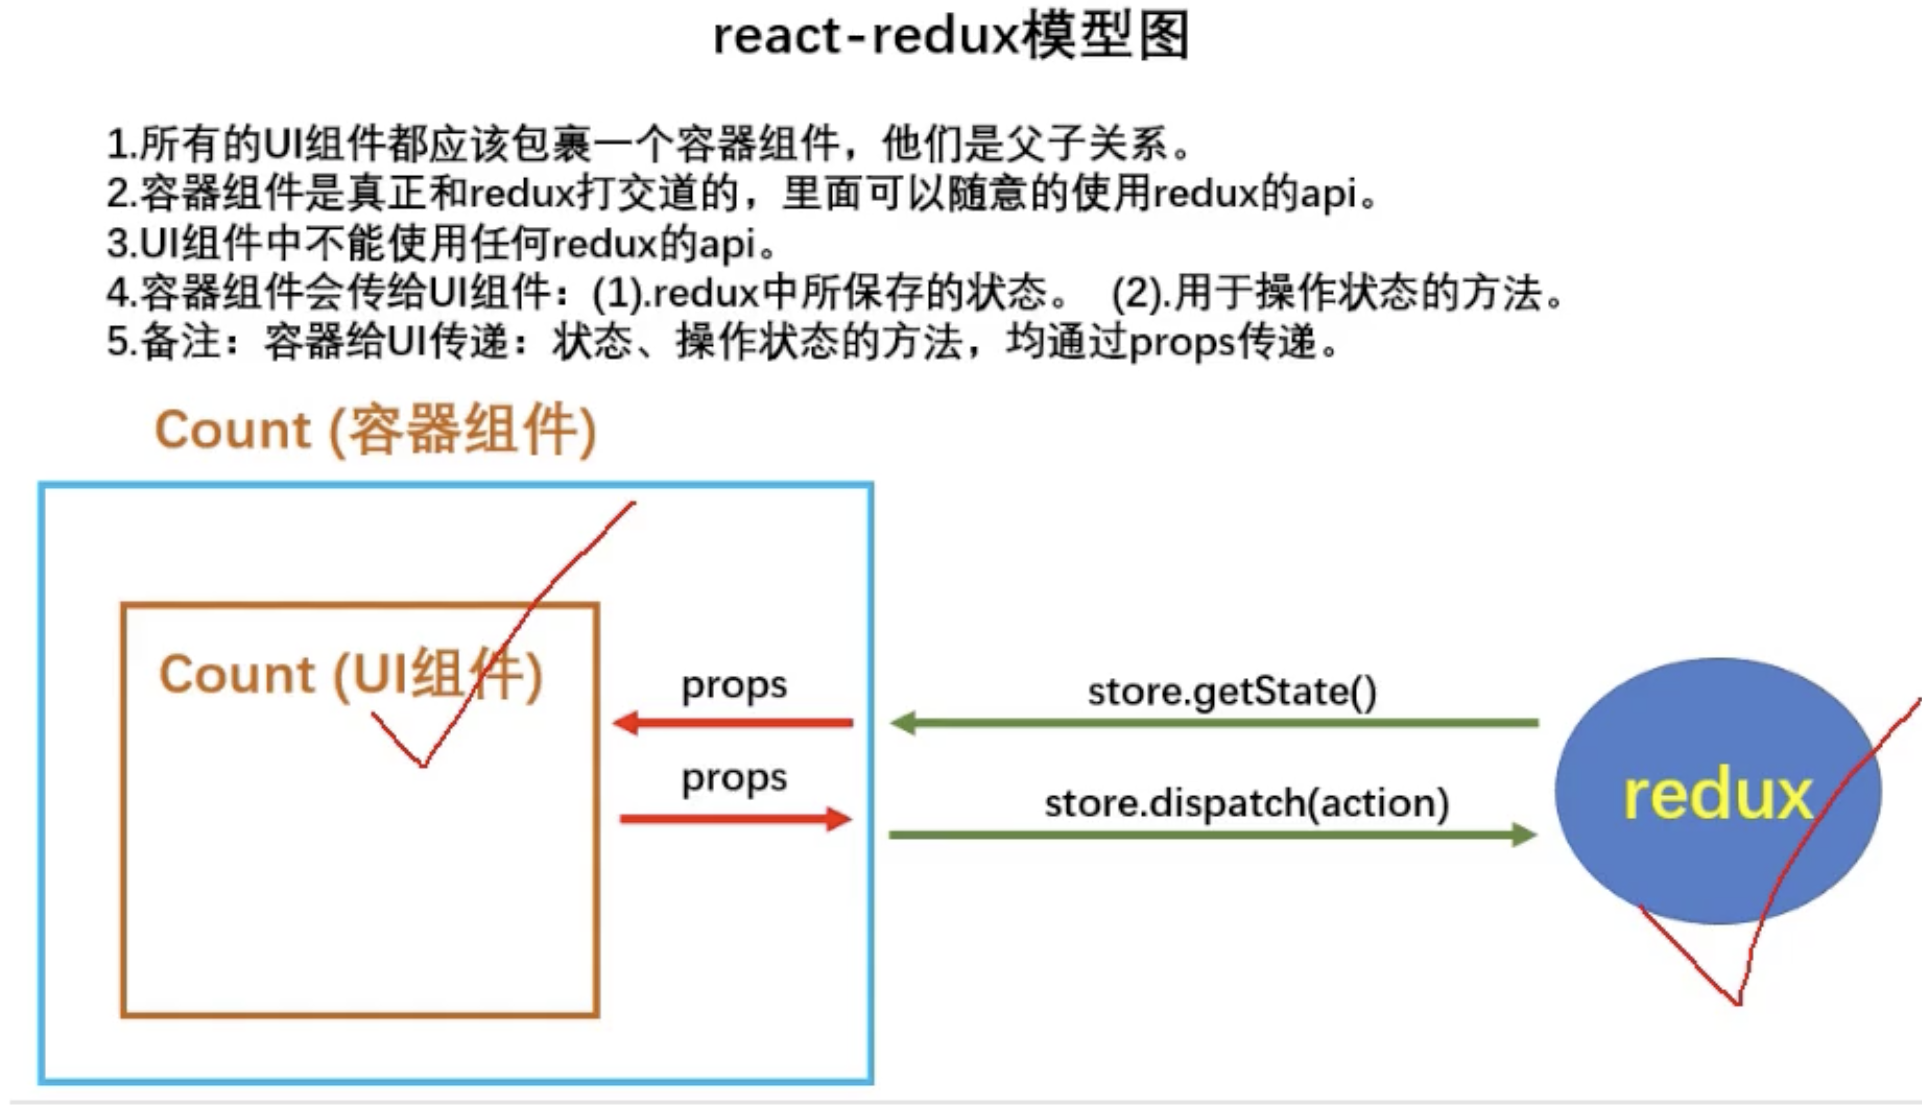 react-redux模型图
1.所有的UI组件都应该包裹一个容器组件，他们是父子关系。
2.容器组件是真正和redux打交道的，里面可以随意的使用redux的api。
3.UI组件中不能使用任何redux的api。
4.容器组件会传给UI组件：(1).redux中所保存的状态。 (2).用于操作状态的方法。
5.备注：容器给UI传递：状态、操作状态的方法，均通过props传递。
Count (容器组件)
Count (UI组件)
props
store.getState()
props
store.dispatch(action)
redux